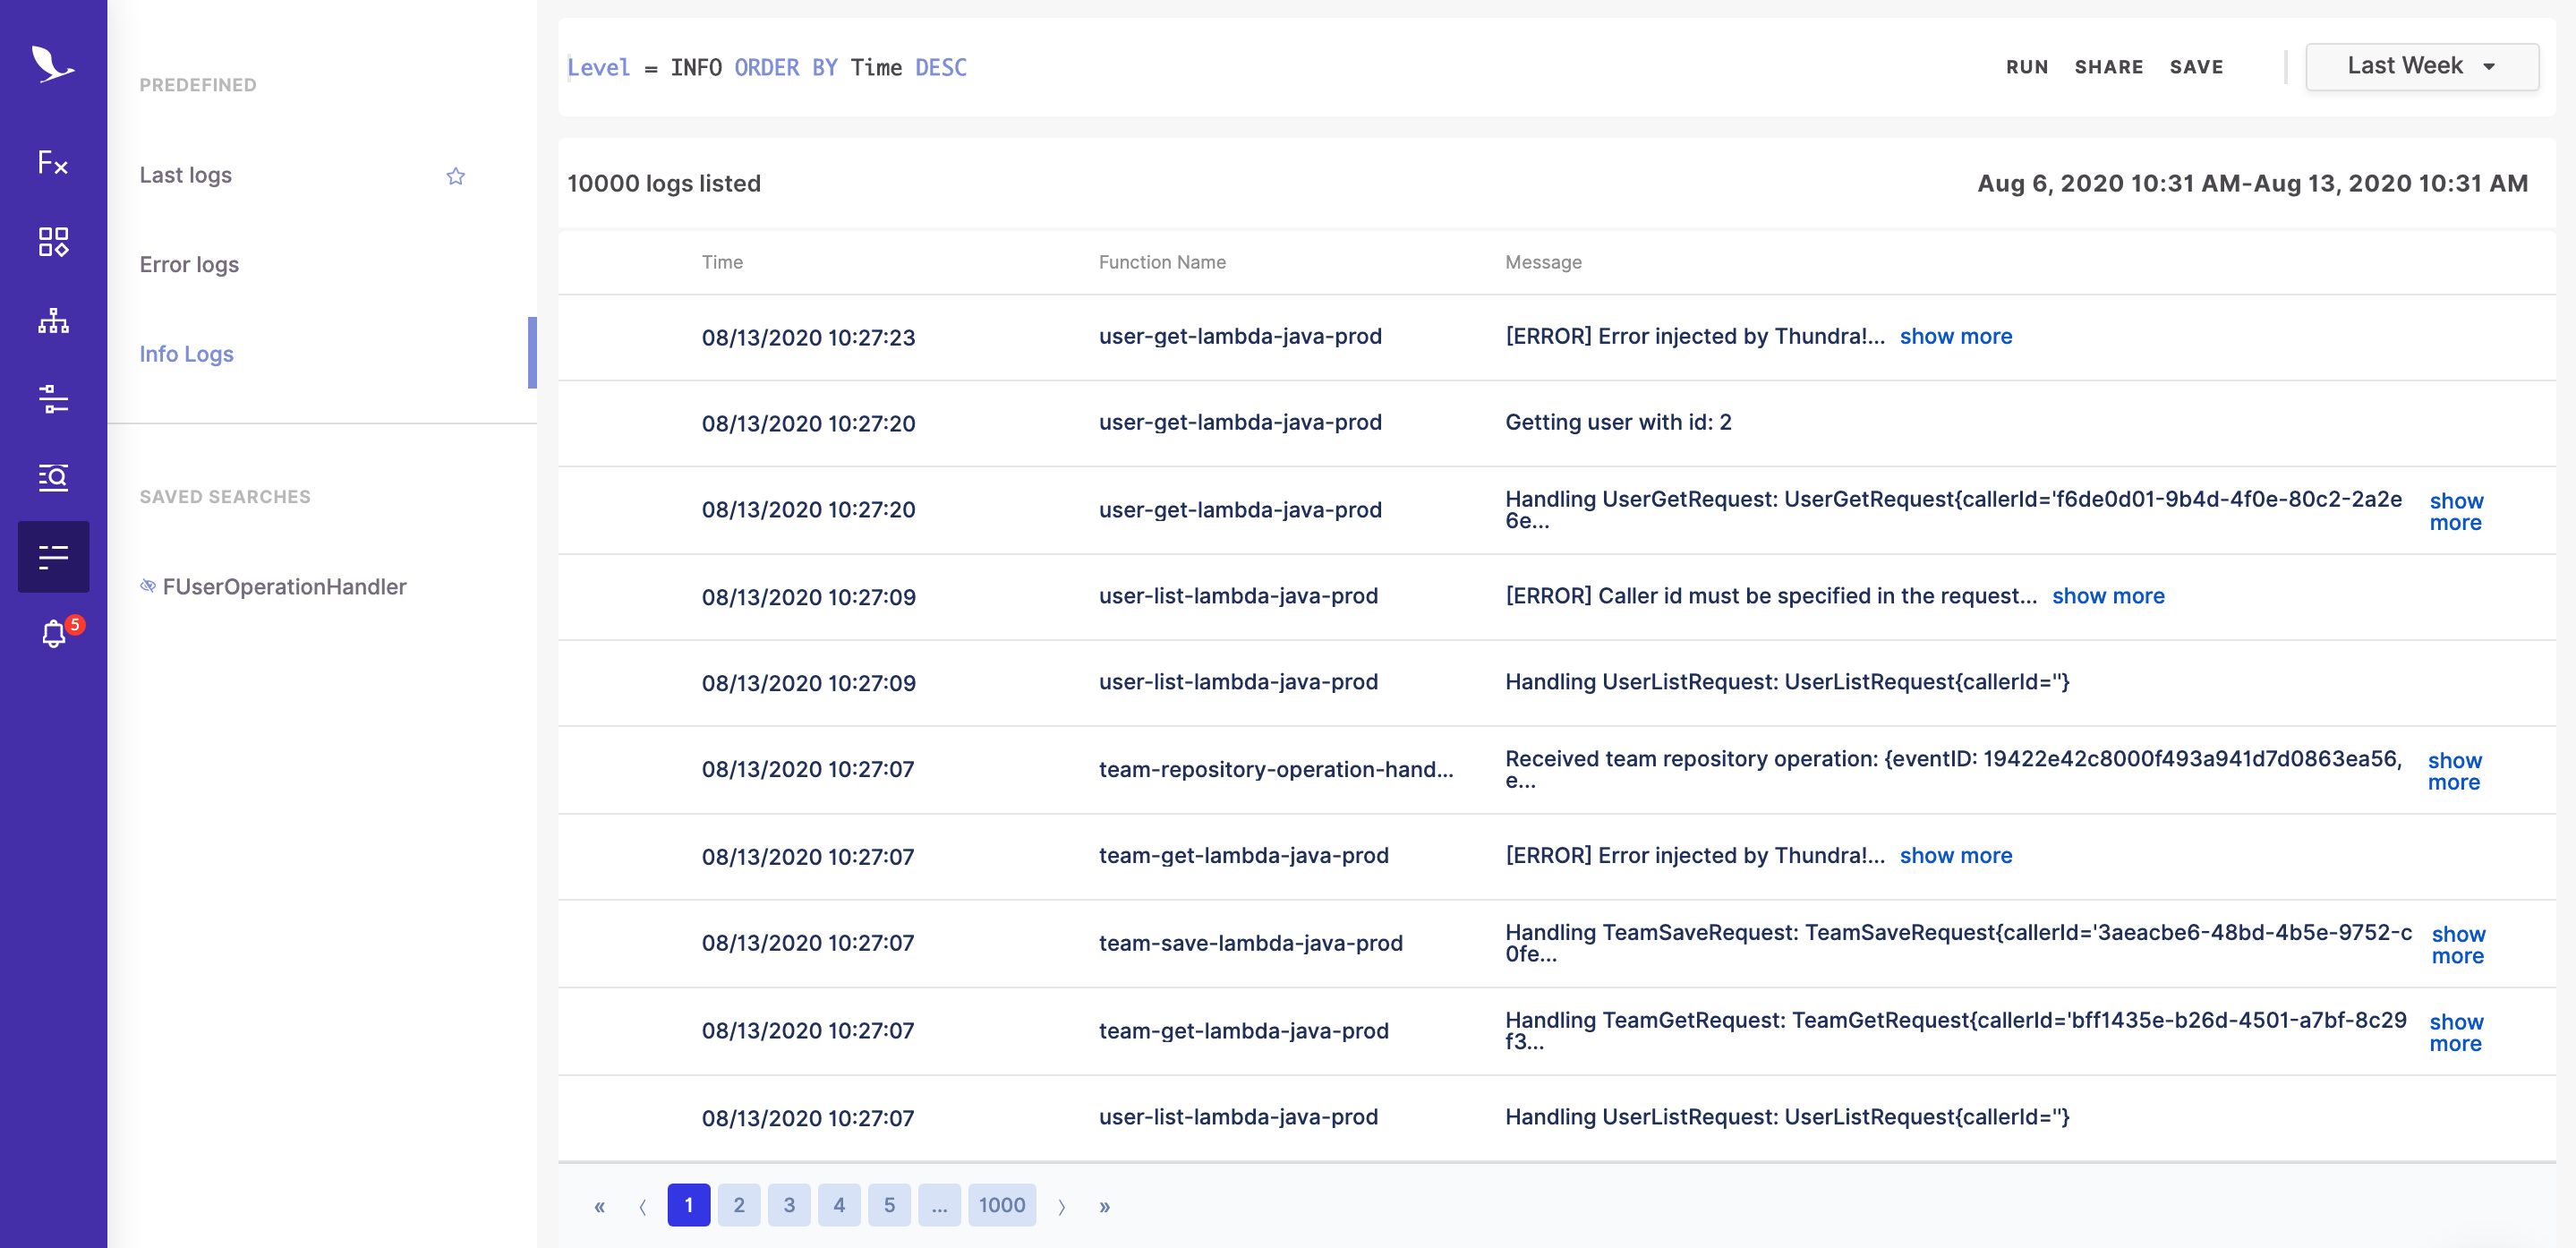 Fx
5
PREDEFINED
Last logs
Error logs
Info Logs
SAVED SEARCHES
FUserOperationHandler
Level = INFO ORDER BY Time DESC
RUN SHARE SAVE
Last Week
10000 logs listed
Aug 6, 2020 10:31 AM-Aug 13, 2020 10:31 AM
Time Function Name Message
08/13/2020 10:27:23 user-get-lambda-java-prod [ERROR] Error injected by Thundra!... show more
08/13/2020 10:27:20 user-get-lambda-java-prod Getting user with id: 2
08/13/2020 10:27:20 user-get-lambda-java-prod Handling UserGetRequest: UserGetRequest{callerId='f6de0d01-9b4d-4f0e-80c2-2a2e
6e...
show
more
08/13/2020 10:27:09 user-list-lambda-java-prod [ERROR] Caller id must be specified in the request... show more
08/13/2020 10:27:09 user-list-lambda-java-prod Handling UserListRequest: UserListRequest{callerId=''}
08/13/2020 10:27:07 team-repository-operation-hand... Received team repository operation: {eventID: 19422e42c8000f493a941d7d0863ea56,
e...
show
more
08/13/2020 10:27:07 team-get-lambda-java-prod [ERROR] Error injected by Thundra!... show more
08/13/2020 10:27:07 team-save-lambda-java-prod Handling TeamSaveRequest: TeamSaveRequest{callerId='3aeacbe6-48bd-4b5e-9752-c
0fe...
show
more
08/13/2020 10:27:07 team-get-lambda-java-prod Handling TeamGetRequest: TeamGetRequest{callerId='bff1435e-b26d-4501-a7bf-8c29
f3...
show
more
08/13/2020 10:27:07 user-list-lambda-java-prod Handling UserListRequest: UserListRequest{callerId=''}
« ‹ 1 2 3 4 5 ... 1000 › »